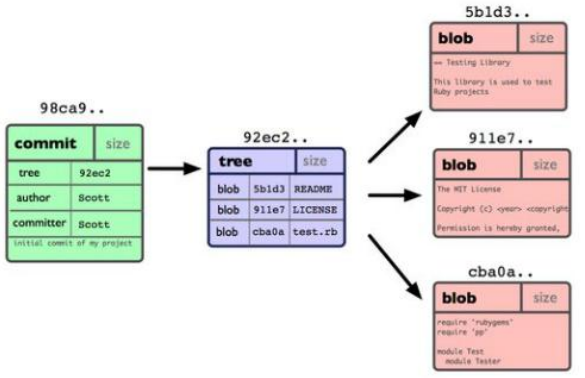 98ca9..
commit size
tree 92ec2
author Scott
committer Scott
initial commit of my project
92ec2..
tree size
blob 5b1d3 README
blob 911e7 LICENSE
blob cba0a test.rb
5b1d3..
blob size
== Testing Library
This library is used to test
Ruby projects
911e7..
blob size
The MIT License
Copyright (c) <year> <copyright
Permission is hereby granted,
cba0a..
blob size
require 'rubygems'
require 'pp'
module Test
module Tester